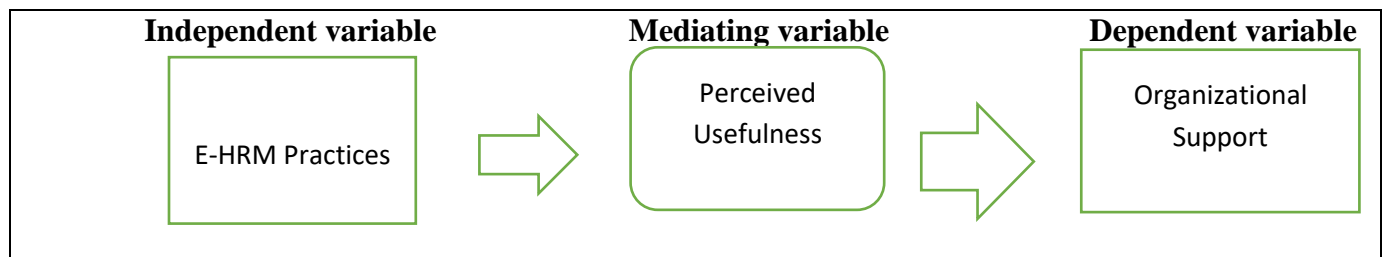 Independent variable
Mediating variable
Dependent variable
E-HRM Practices
Perceived
Usefulness
Organizational
Support